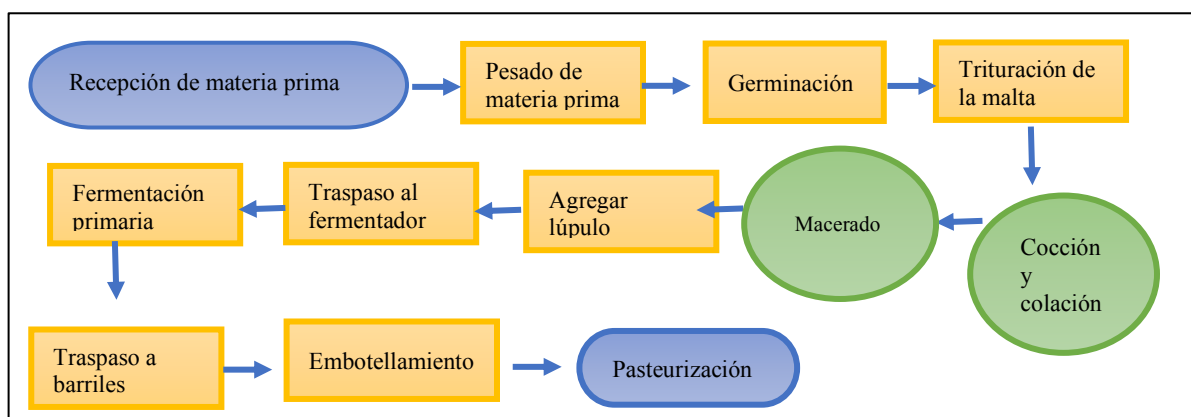 Recepción de materia prima
Pesado de
materia prima
Germinación
Trituración de
la malta
Cocción
y
colación
Macerado
Agregar
lúpulo
Traspaso al
fermentador
Fermentación
primaria
Traspaso a
barriles
Embotellamiento
Pasteurización